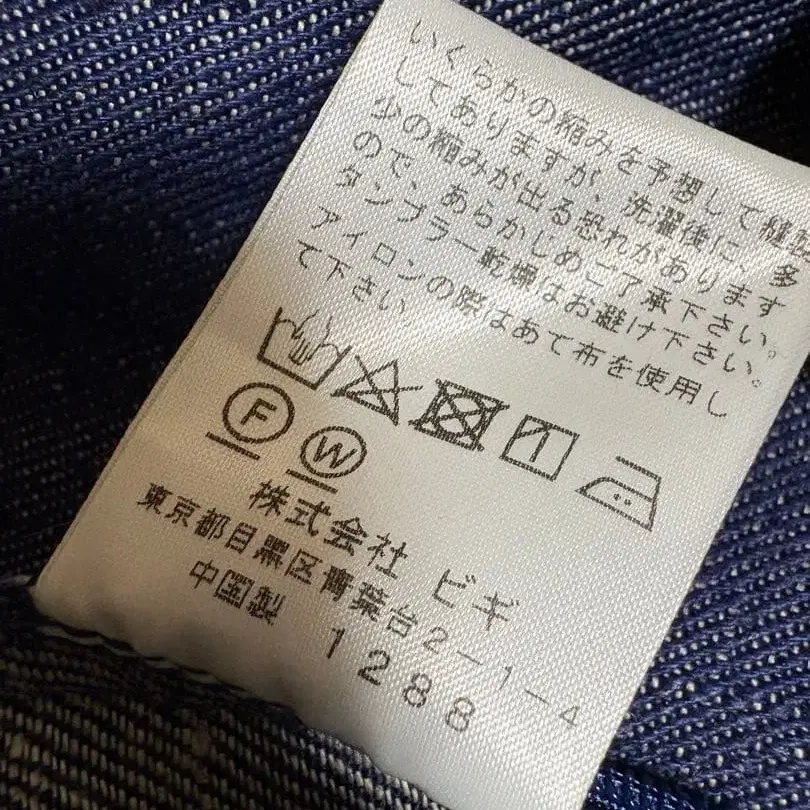 いくらかの縮みを予想して縫製
してありますが、洗濯後に、多
少の縮みが出る恐れがあります
ので、あらかじめご了承下さい。
タンブラー乾燥はお避け下さい。
アイロンの際はあて布を使用し
て下さい
F
W
株式会社 ビギ
東京都目黒区青葉台2-1-4
中国製
1288